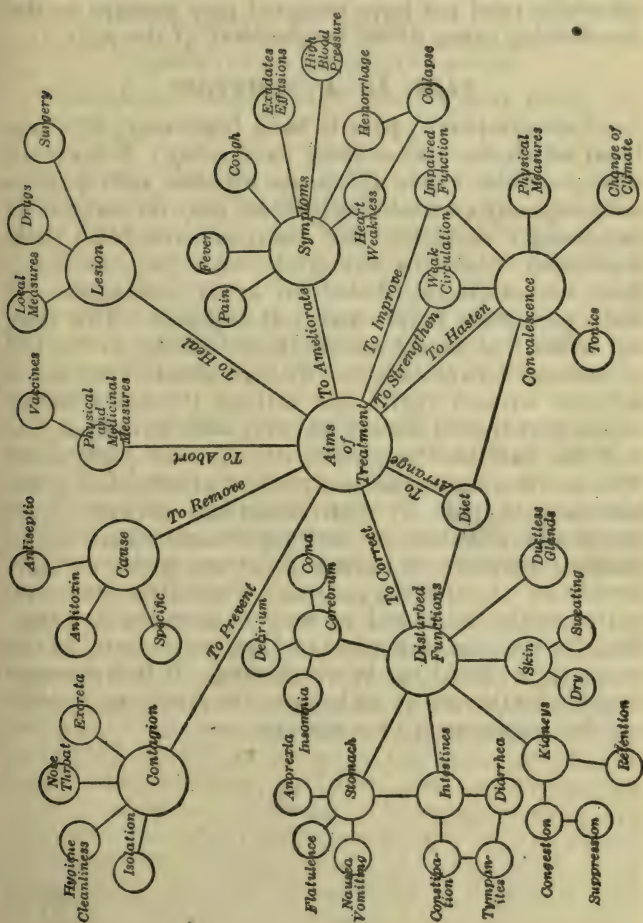 Aims
of
Treatment
To Prevent
Contagion
Isolation
Hygiene
Cleanliness
Nose
Throat
Excreta
To Remove
Cause
Specific
Antitoxin
Antiseptic
To Abort
Physical
and
Medicinal
Measures
Vaccines
To Heal
Lesion
Local
Measures
Drugs
Surgery
To Ameliorate
Symptoms
Pain
Fever
Cough
Exudates
Effusions
High
Blood
Pressure
Hemorrhage
Collapse
Heart
Weakness
To Improve
Impaired
Function
To Strengthen
Weak
Circulation
To Hasten
Convalescence
Physical
Measures
Change of
Climate
Tonics
To
Arrange
Diet
To Correct
Disturbed
Functions
Cerebrum
Coma
Delirium
Insomnia
Stomach
Anorexia
Flatulence
Nausea
Vomiting
Intestines
Constipa-
tion
Tympan-
ites
Diarrhea
Kidneys
Congestion
Suppression
Retention
Skin
Dry
Sweating
Ductless
Glands